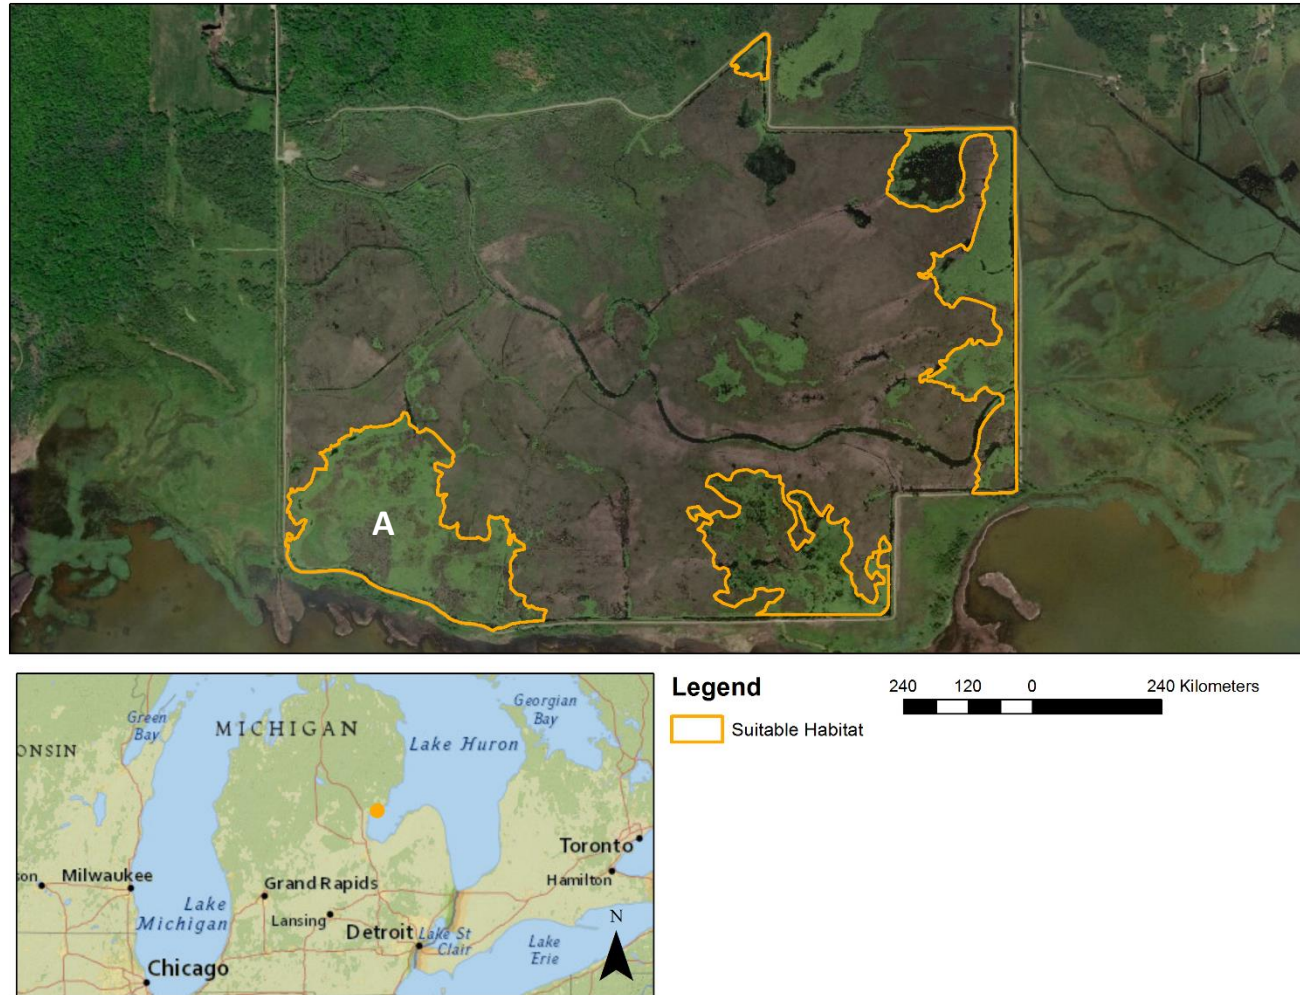 A
Legend
240 120 0 240 Kilometers
Suitable Habitat
Green
Bay
MICHIGAN
Georgian
Bay
Lake Huron
ONSIN
Toronto
son
Milwaukee
Hamilton
Grand Rapids
Lake
Michigan
Lansing
Detroit
Lake St
Clair
N
Lake
Erie
Chicago